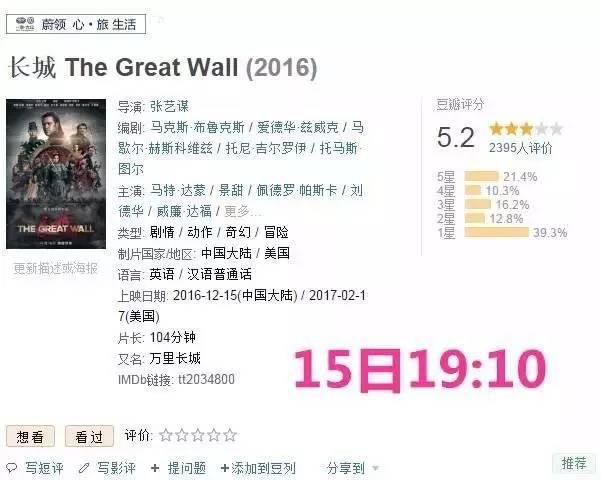 蔚领 心·旅 生活
长城 The Great Wall (2016)
导演: 张艺谋
编剧: 马克斯·布鲁克斯 / 爱德华·兹威克 / 马
歇尔·赫斯科维兹 / 托尼·吉尔罗伊 / 托马斯·
图尔
主演: 马特·达蒙 / 景甜 / 佩德罗·帕斯卡 / 刘
德华 / 威廉·达福 / 更多...
类型: 剧情 / 动作 / 奇幻 / 冒险
制片国家/地区: 中国大陆 / 美国
语言: 英语 / 汉语普通话
上映日期: 2016-12-15(中国大陆) / 2017-02-1
7(美国)
片长: 104分钟
又名: 万里长城
IMDb链接: tt2034800
THE GREAT WALL
更新描述或海报
豆瓣评分
5.2
2395人评价
5星 21.4%
4星 10.3%
3星 16.2%
2星 12.8%
1星 39.3%
15日19:10
想看 看过 评价:
写短评 写影评 + 提问题 +添加到豆列 分享到
推荐